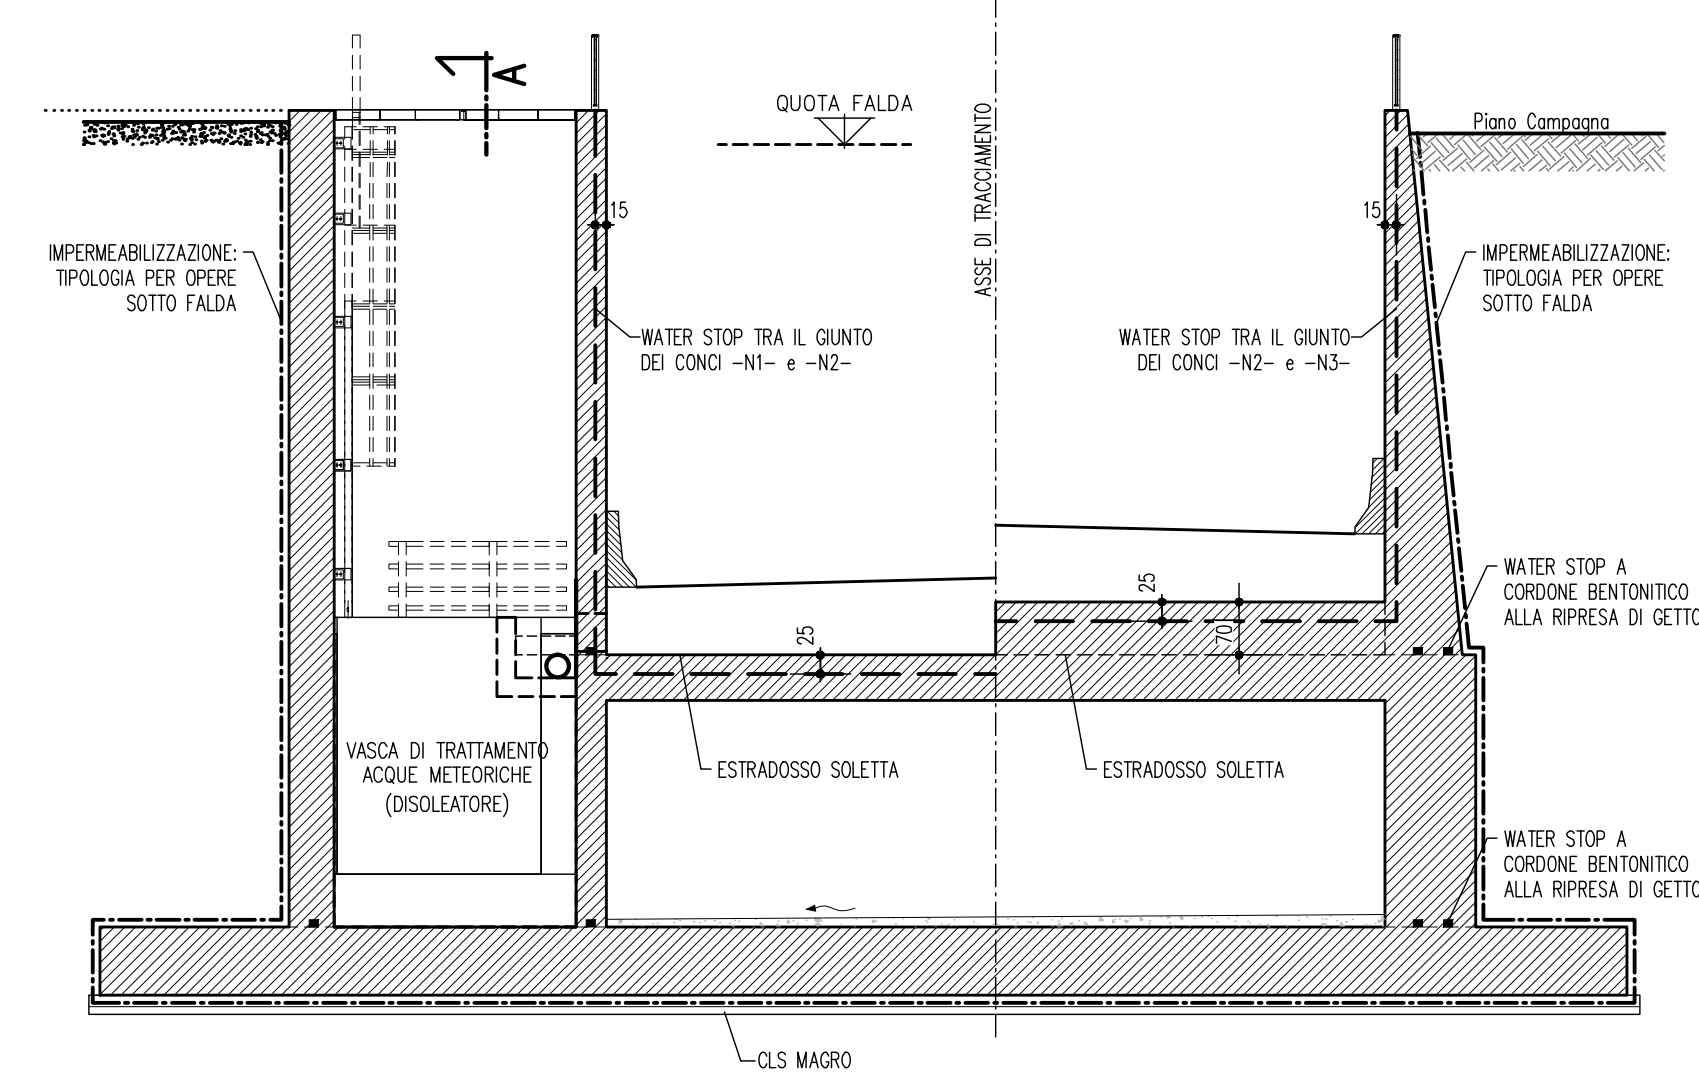 A
QUOTA FALDA
ASSE DI TRACCIAMENTO
Piano Campagna
15
15
IMPERMEABILIZZAZIONE:
TIPOLOGIA PER OPERE
SOTTO FALDA
IMPERMEABILIZZAZIONE:
TIPOLOGIA PER OPERE
SOTTO FALDA
WATER STOP TRA IL GIUNTO
DEI CONCI -N1- e -N2-
WATER STOP TRA IL GIUNTO
DEI CONCI -N2- e -N3-
WATER STOP A
CORDONE BENTONITICO
ALLA RIPRESA DI GETTO
25
70
25
VASCA DI TRATTAMENTO
ACQUE METEORICHE
(DISOLEATORE)
ESTRADOSSO SOLETTA
ESTRADOSSO SOLETTA
WATER STOP A
CORDONE BENTONITICO
ALLA RIPRESA DI GETTO
CLS MAGRO